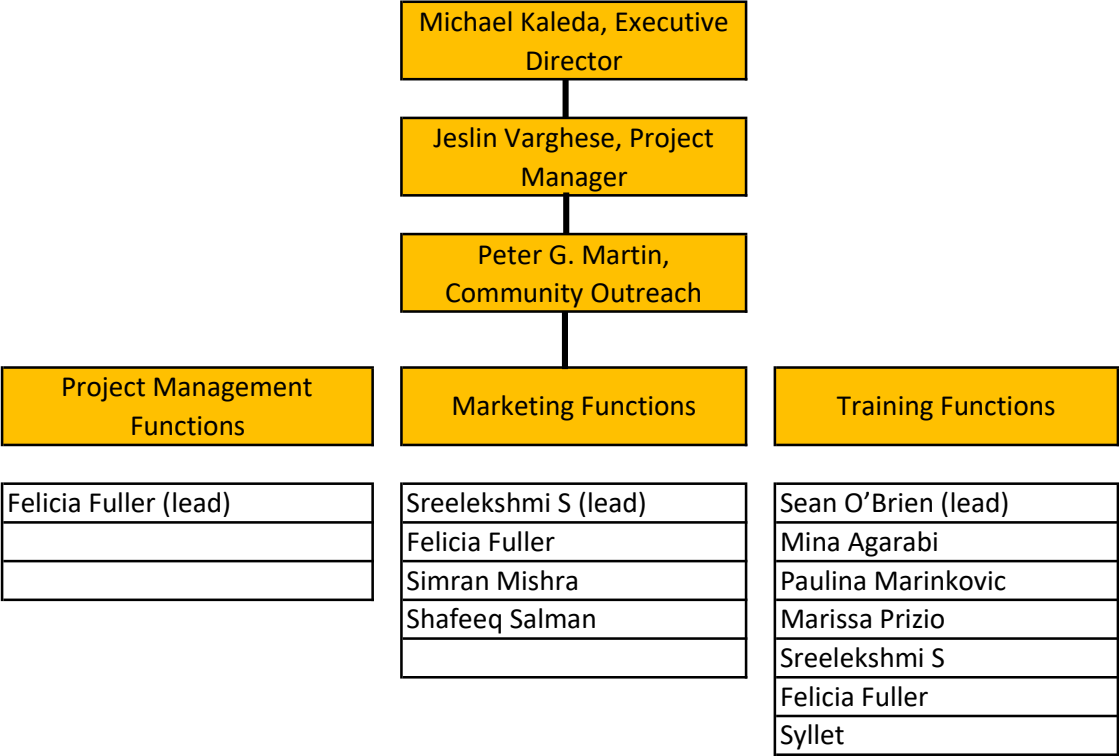 Michael Kaleda, Executive
Director
Jeslin Varghese, Project
Manager
Peter G. Martin,
Community Outreach
Project Management
Functions
Marketing Functions
Training Functions
Felicia Fuller (lead)
Sreelekshmi S (lead)
Felicia Fuller
Simran Mishra
Shafeeq Salman
Sean O’Brien (lead)
Mina Agarabi
Paulina Marinkovic
Marissa Prizio
Sreelekshmi S
Felicia Fuller
Syllet